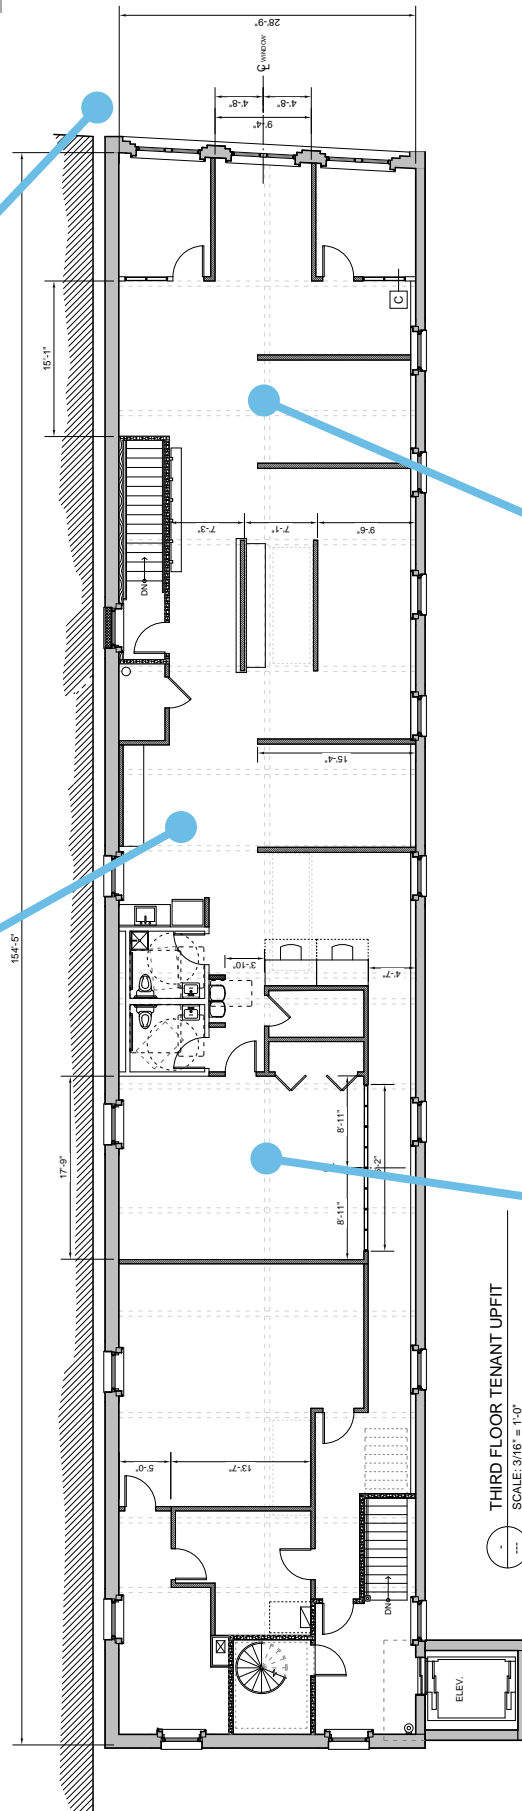 28'-9"
WINDOW
4'-8"
4'-8"
9'-4"
15'-1"
C
7'-3"
7'-1"
9'-6"
DN
15'-4"
154'-5"
3'-10"
4'-7"
17'-9"
8'-11"
8'-11"
5'-0"
13'-7"
DN
ELEV.
THIRD FLOOR TENANT UPFIT
SCALE: 3/16" = 1'-0"